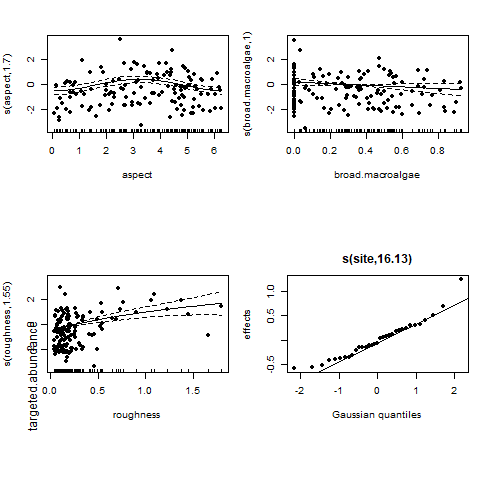 s(aspect,1.7)
2
0
-2
0 1 2 3 4 5 6
aspect
s(broad.macroalgae,1)
2
0
-2
0.0 0.2 0.4 0.6 0.8
broad.macroalgae
s(roughness,1.55)
targeted.abundance
2
0.0 0.5 1.0 1.5
roughness
s(site,16.13)
effects
1.0
0.5
-0.5
-2 -1 0 1 2
Gaussian quantiles